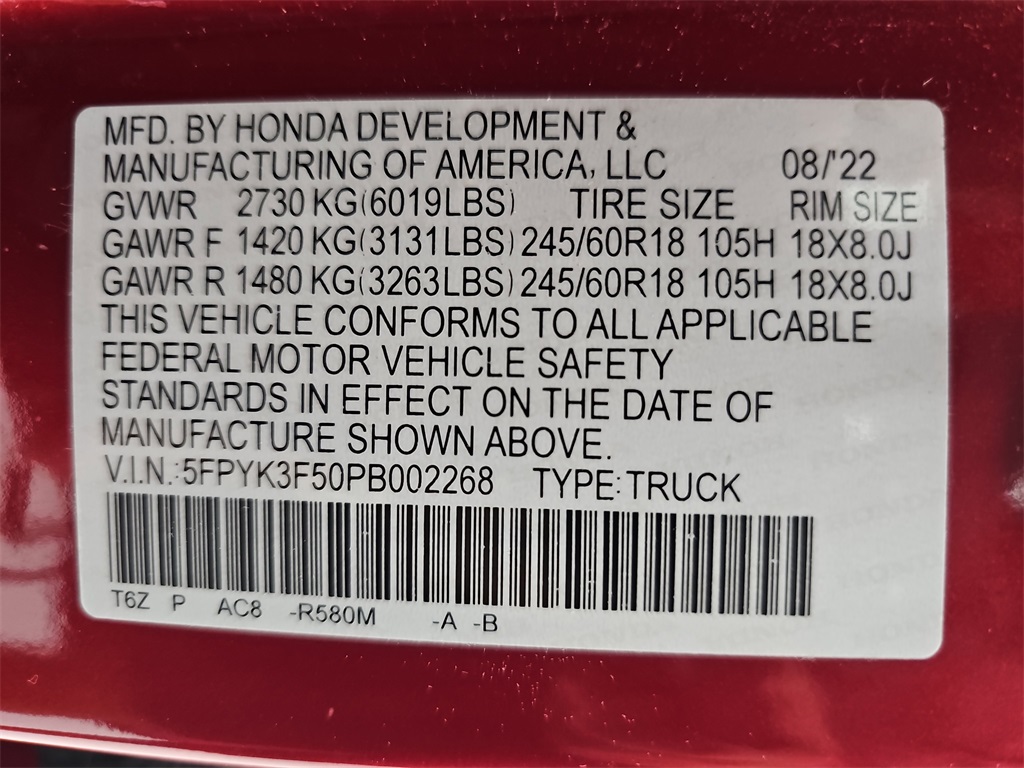 MFD. BY HONDA DEVELOPMENT &
MANUFACTURING OF AMERICA, LLC 08/'22
GVWR 2730 KG(6019LBS) TIRE SIZE RIM SIZE
GAWR F 1420 KG(3131LBS) 245/60R18 105H 18X8.0J
GAWR R 1480 KG(3263LBS) 245/60R18 105H 18X8.0J
THIS VEHICLE CONFORMS TO ALL APPLICABLE
FEDERAL MOTOR VEHICLE SAFETY
STANDARDS IN EFFECT ON THE DATE OF
MANUFACTURE SHOWN ABOVE.
V.I.N.:5FPYK3F50PB002268 TYPE:TRUCK
T6Z P AC8 -R580M -A -B